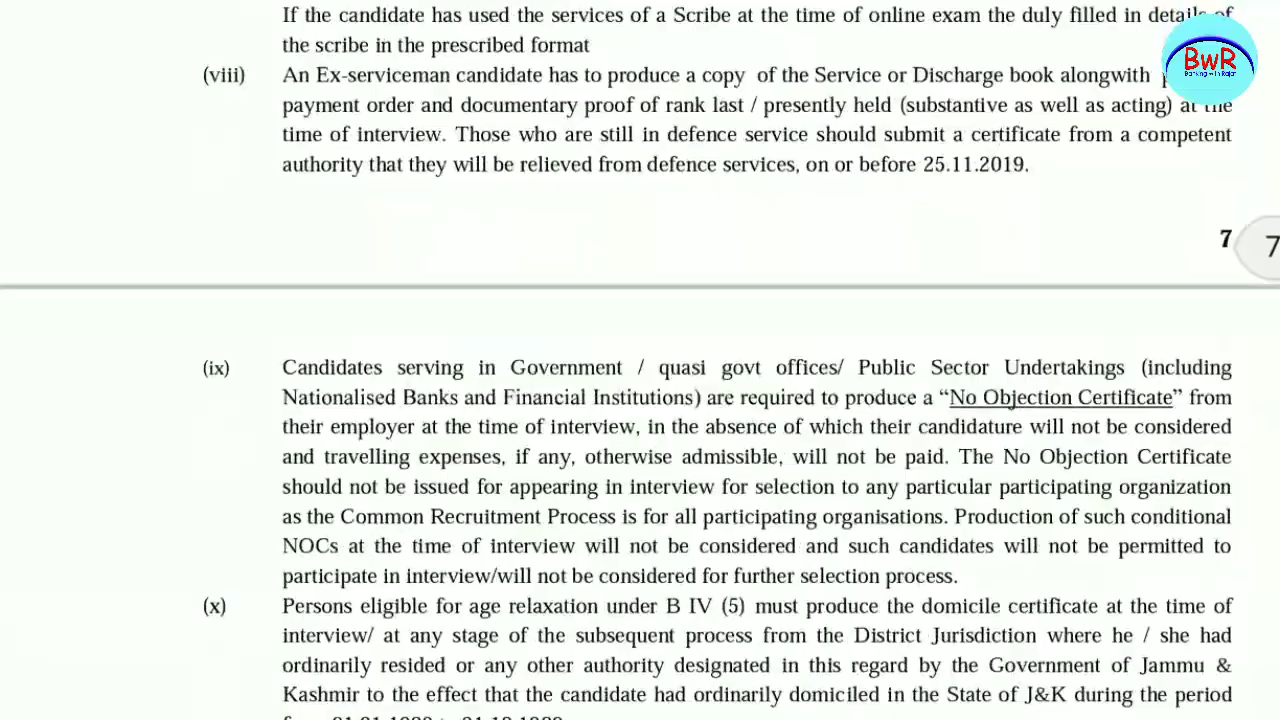 If the candidate has used the services of a Scribe at the time of online exam the duly filled in details of
the scribe in the prescribed format
(viii) An Ex-serviceman candidate has to produce a copy of the Service or Discharge book alongwith
payment order and documentary proof of rank last / presently held (substantive as well as acting) at the
time of interview. Those who are still in defence service should submit a certificate from a competent
authority that they will be relieved from defence services, on or before 25.11.2019.
BwR
Banking with Rajat
7
7
(ix) Candidates serving in Government / quasi govt offices/ Public Sector Undertakings (including
Nationalised Banks and Financial Institutions) are required to produce a “No Objection Certificate” from
their employer at the time of interview, in the absence of which their candidature will not be considered
and travelling expenses, if any, otherwise admissible, will not be paid. The No Objection Certificate
should not be issued for appearing in interview for selection to any particular participating organization
as the Common Recruitment Process is for all participating organisations. Production of such conditional
NOCs at the time of interview will not be considered and such candidates will not be permitted to
participate in interview/will not be considered for further selection process.
(x) Persons eligible for age relaxation under B IV (5) must produce the domicile certificate at the time of
interview/ at any stage of the subsequent process from the District Jurisdiction where he / she had
ordinarily resided or any other authority designated in this regard by the Government of Jammu &
Kashmir to the effect that the candidate had ordinarily domiciled in the State of J&K during the period